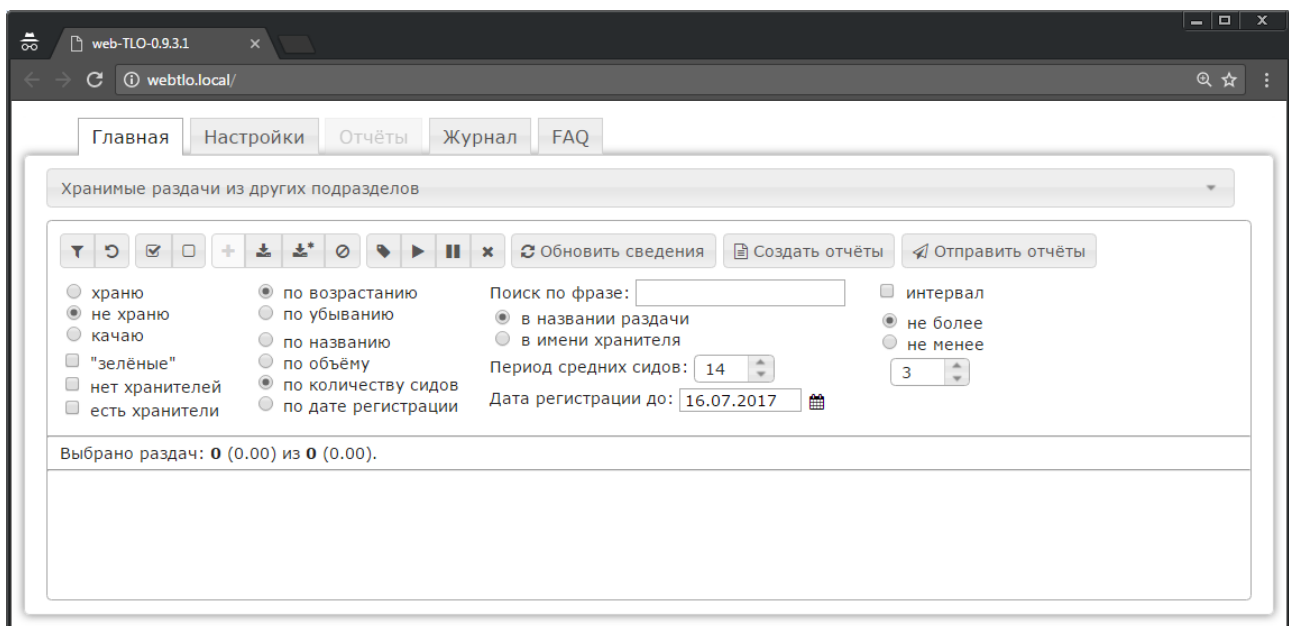 web-TLO-0.9.3.1
webtlo.local/
Главная Настройки Отчёты Журнал FAQ
Хранимые раздачи из других подразделов
Обновить сведения Создать отчёты Отправить отчёты
храню по возрастанию Поиск по фразе: интервал
не храню по убыванию в названии раздачи не более
качаю по названию в имени хранителя не менее
"зелёные" по объёму Период средних сидов: 14 3
нет хранителей по количеству сидов
есть хранители по дате регистрации Дата регистрации до: 16.07.2017
Выбрано раздач: 0 (0.00) из 0 (0.00).